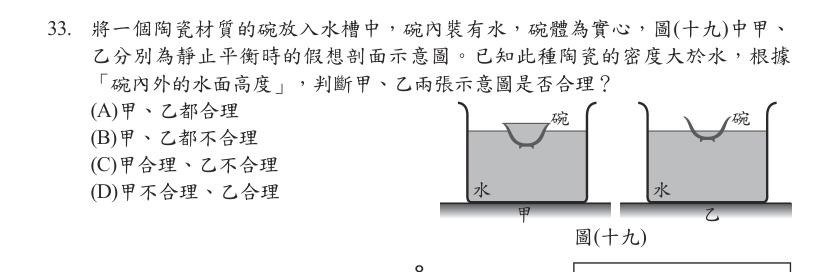 33. 將一個陶瓷材質的碗放入水槽中，碗內裝有水，碗體為實心，圖(十九)中甲、
乙分別為靜止平衡時的假想剖面示意圖。已知此種陶瓷的密度大於水，根據
「碗內外的水面高度」，判斷甲、乙兩張示意圖是否合理？
(A)甲、乙都合理
(B)甲、乙都不合理
(C)甲合理、乙不合理
(D)甲不合理、乙合理
碗
碗
水
水
甲
乙
圖(十九)